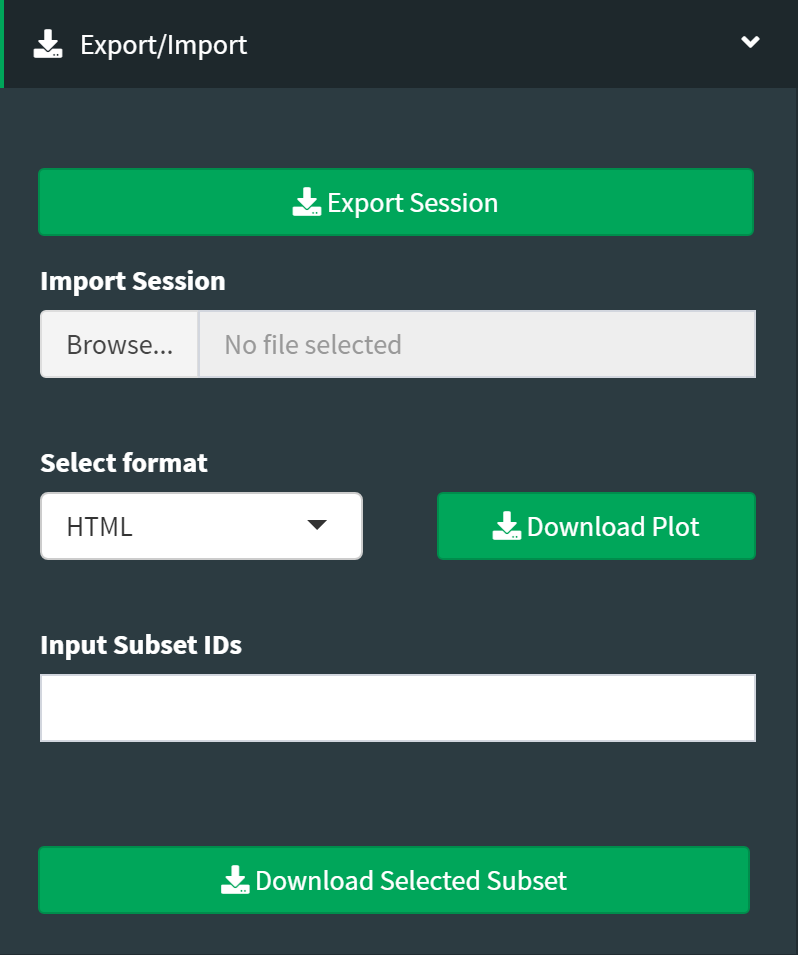 Export/Import
Export Session
Import Session
Browse... No file selected
Select format
HTML Download Plot
Input Subset IDs
Download Selected Subset